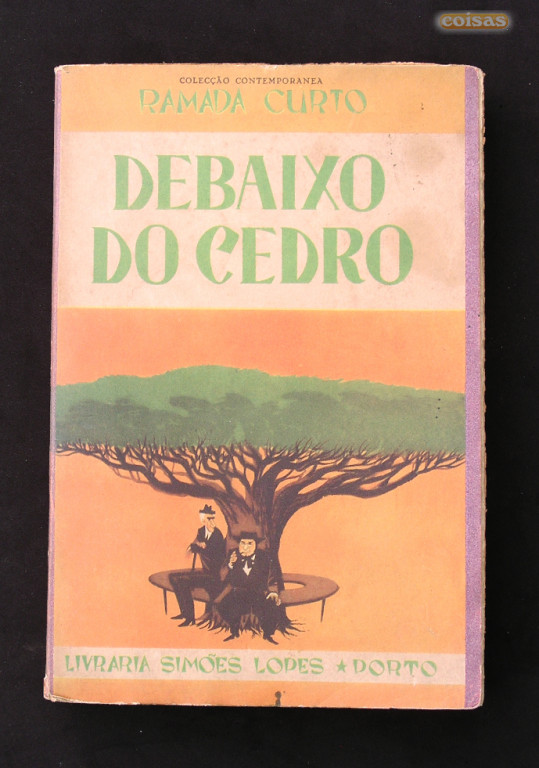 coisas
COLECÇÃO CONTEMPORANEA
RAMADA CURTO
DEBAIXO
DO CEDRO
LIVRARIA SIMÕES LOPES ★ PORTO